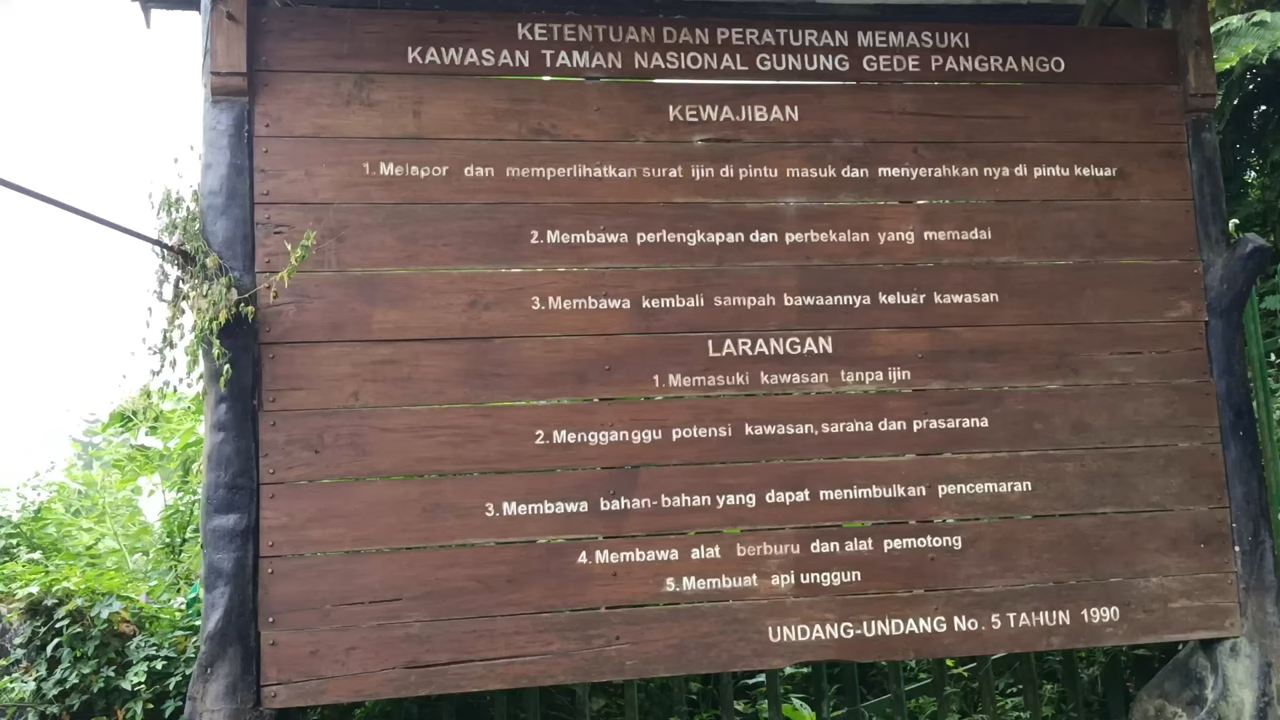 KETENTUAN DAN PERATURAN MEMASUKI
KAWASAN TAMAN NASIONAL GUNUNG GEDE PANGRANGO
KEWAJIBAN
1. Melapor dan memperlihatkan surat ijin di pintu masuk dan menyerahkan nya di pintu keluar
2. Membawa perlengkapan dan perbekalan yang memadai
3. Membawa kembali sampah bawaannya keluar kawasan
LARANGAN
1. Memasuki kawasan tanpa ijin
2. Mengganggu potensi kawasan, sarana dan prasarana
3. Membawa bahan-bahan yang dapat menimbulkan pencemaran
4. Membawa alat berburu dan alat pemotong
5. Membuat api unggun
UNDANG-UNDANG No. 5 TAHUN 1990